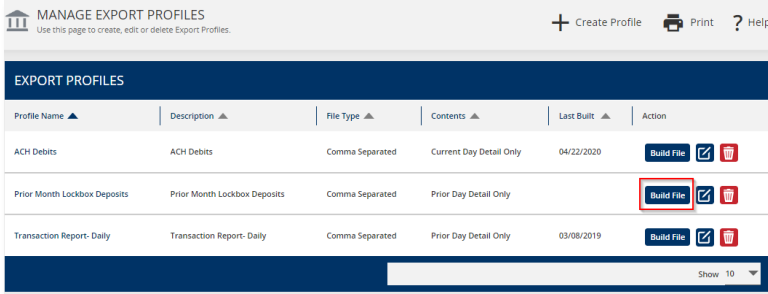 MANAGE EXPORT PROFILES
Use this page to create, edit or delete Export Profiles.
Create Profile Print ? Help
EXPORT PROFILES
Profile Name Description File Type Contents Last Built Action
ACH Debits ACH Debits Comma Separated Current Day Detail Only 04/22/2020 Build File
Prior Month Lockbox Deposits Prior Month Lockbox Deposits Comma Separated Prior Day Detail Only Build File
Transaction Report- Daily Transaction Report- Daily Comma Separated Prior Day Detail Only 03/08/2019 Build File
Show 10